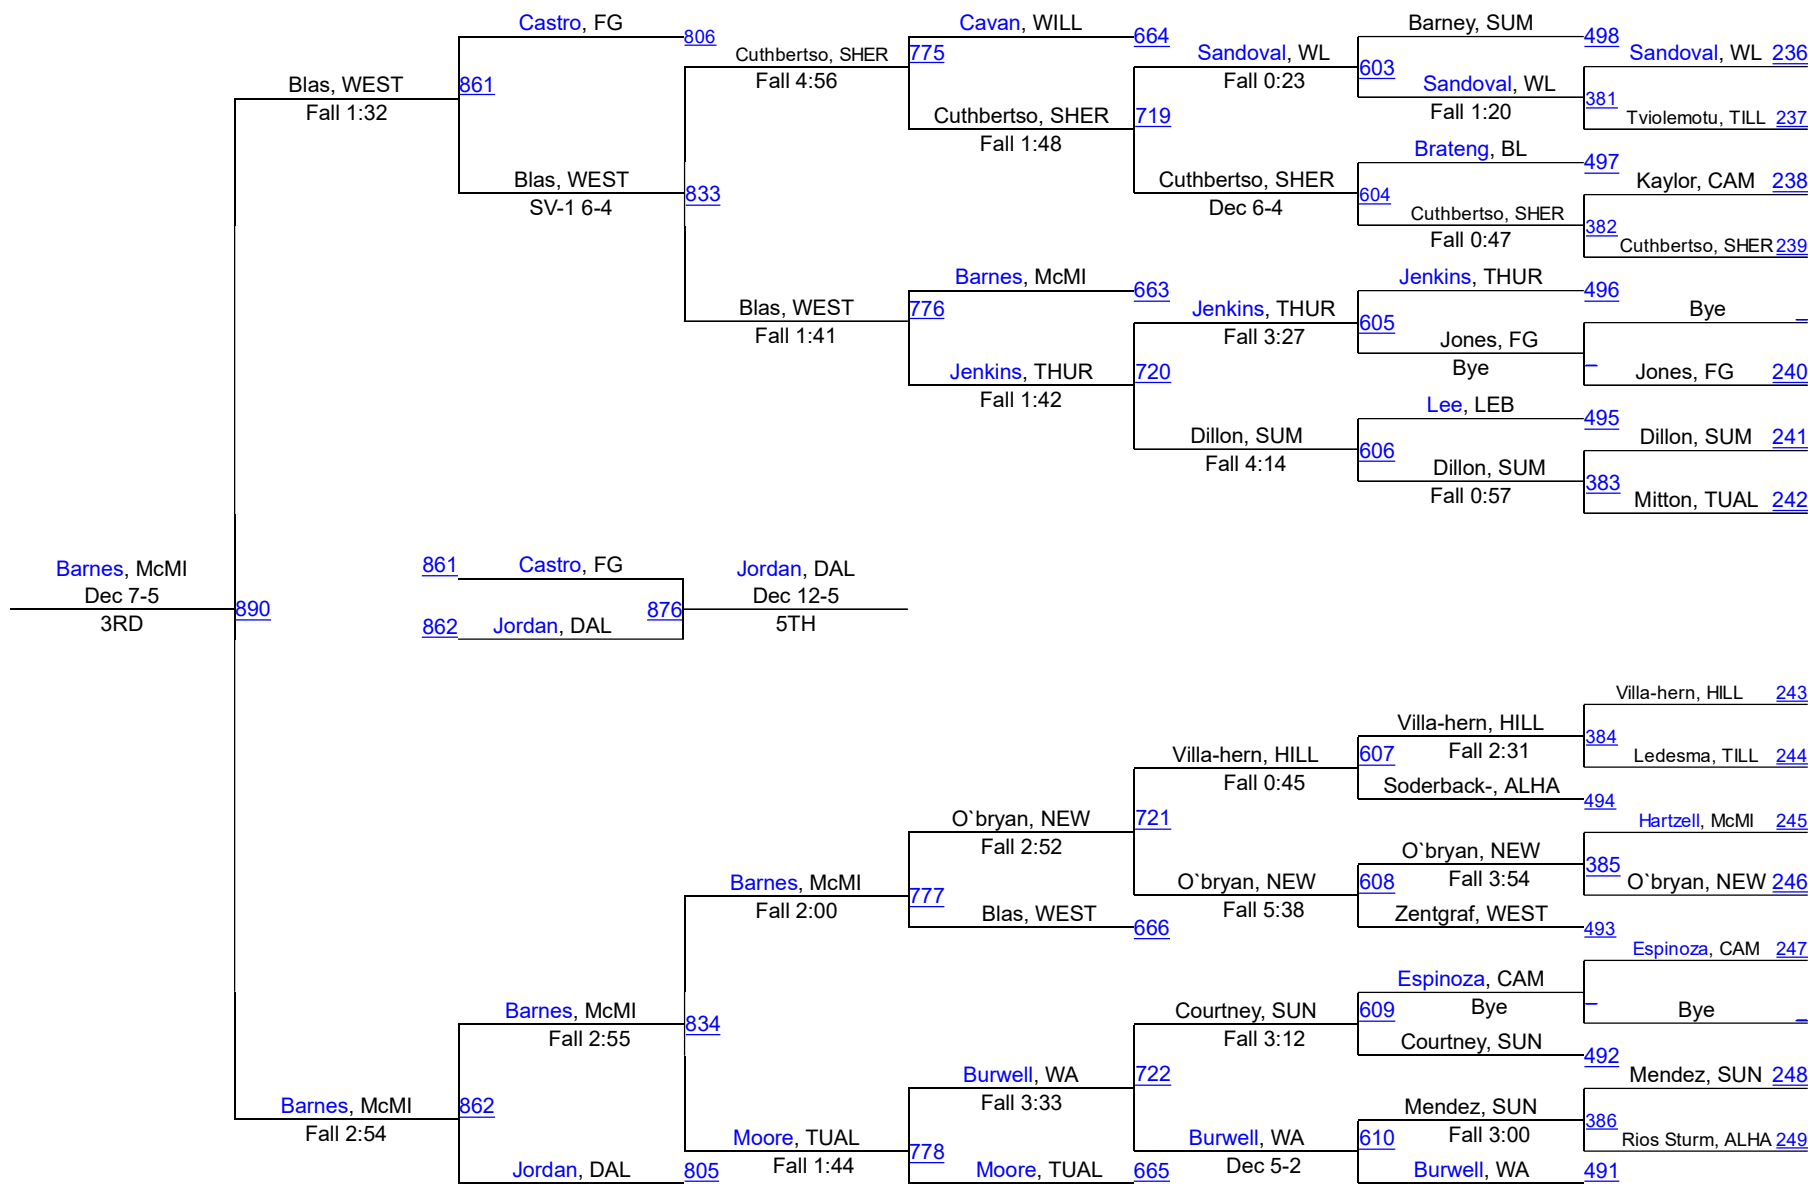 Castro, FG
806
Cavan, WILL
664
Barney, SUM
498
Sandoval, WL 236
Cuthbertso, SHER
775
Fall 4:56
Sandoval, WL
603
Fall 0:23
Blas, WEST
861
Fall 1:32
Sandoval, WL
381
Fall 1:20
Tviolemotu, TILL 237
Cuthbertso, SHER
719
Fall 1:48
Brateng, BL
497
Kaylor, CAM 238
Blas, WEST
833
SV-1 6-4
Cuthbertso, SHER
604
Dec 6-4
Cuthbertso, SHER
382
Fall 0:47
Cuthbertso, SHER 239
Barnes, McMI
663
Jenkins, THUR
496
Bye _
Blas, WEST
776
Fall 1:41
Jenkins, THUR
605
Fall 3:27
Jones, FG
Bye
_
Jones, FG 240
Jenkins, THUR
720
Fall 1:42
Lee, LEB
495
Dillon, SUM 241
Dillon, SUM
606
Fall 4:14
Dillon, SUM
383
Fall 0:57
Mitton, TUAL 242
Barnes, McMI
Dec 7-5
890
3RD
861 Castro, FG
876
862 Jordan, DAL
Jordan, DAL
Dec 12-5
5TH
Villa-hern, HILL 243
Villa-hern, HILL
384
Fall 2:31
Villa-hern, HILL
607
Fall 0:45
Ledesma, TILL 244
Soderback-, ALHA
494
O`bryan, NEW
721
Fall 2:52
Hartzell, McMI 245
O`bryan, NEW
385
Fall 3:54
O`bryan, NEW
608
Fall 5:38
O`bryan, NEW 246
Barnes, McMI
777
Fall 2:00
Blas, WEST
666
Zentgraf, WEST
493
Espinoza, CAM 247
Espinoza, CAM
_
Bye
Bye _
Barnes, McMI
834
Fall 2:55
Courtney, SUN
609
Fall 3:12
Courtney, SUN
492
Mendez, SUN 248
Burwell, WA
722
Fall 3:33
Barnes, McMI
862
Fall 2:54
Mendez, SUN
386
Fall 3:00
Moore, TUAL
778
Fall 1:44
Burwell, WA
610
Dec 5-2
Rios Sturm, ALHA 249
Jordan, DAL
805
Moore, TUAL
665
Burwell, WA
491